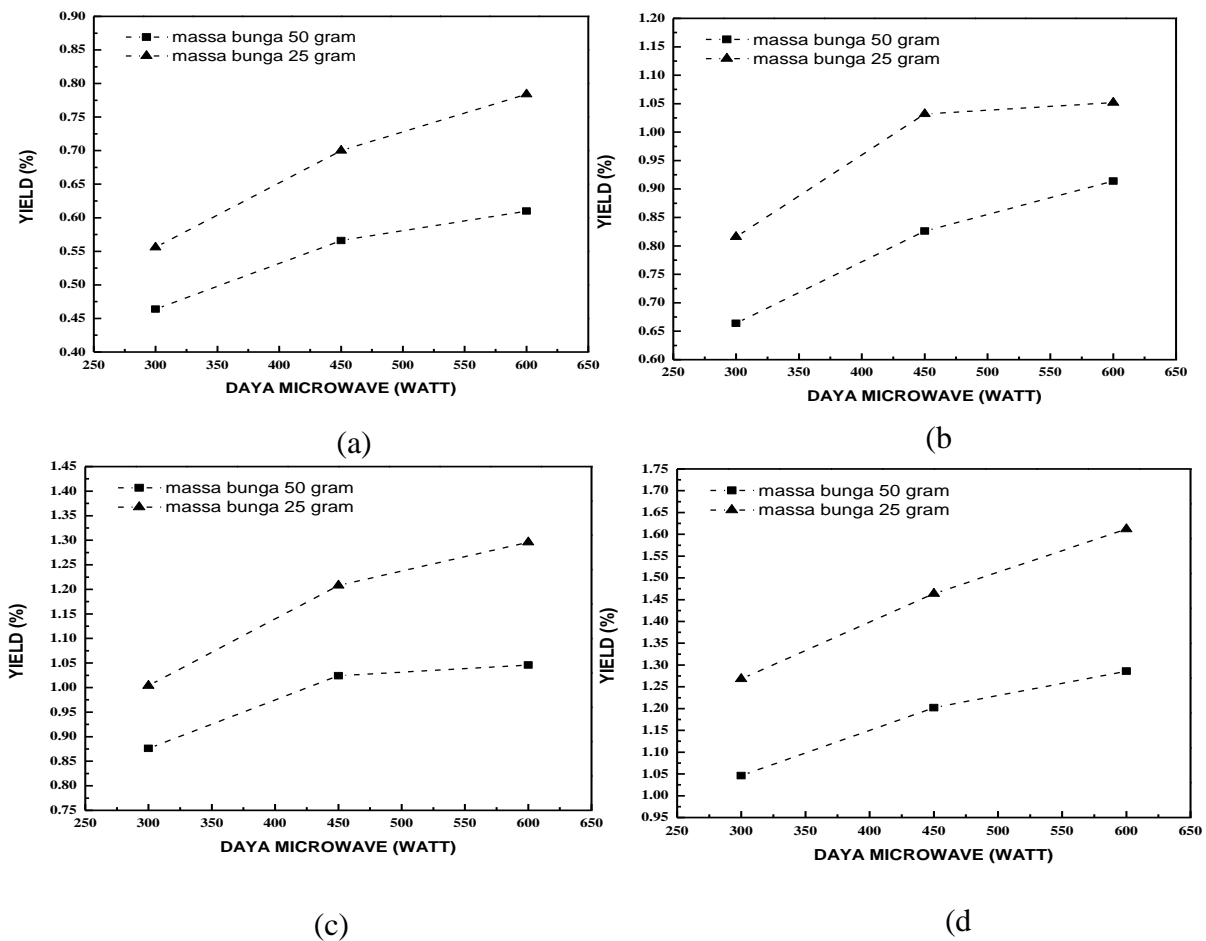 0.90
0.85
0.80
0.75
0.70
0.65
0.60
0.55
0.50
0.45
0.40
YIELD (%)
massa bunga 50 gram
massa bunga 25 gram
250 300 350 400 450 500 550 600 650
DAYA MICROWAVE (WATT)
(a)
1.20
1.15
1.10
1.05
1.00
0.95
0.90
0.85
0.80
0.75
0.70
0.65
0.60
YIELD (%)
massa bunga 50 gram
massa bunga 25 gram
250 300 350 400 450 500 550 600 650
DAYA MICROWAVE (WATT)
(b
1.45
1.40
1.35
1.30
1.25
1.20
1.15
1.10
1.05
1.00
0.95
0.90
0.85
0.80
0.75
YIELD (%)
massa bunga 50 gram
massa bunga 25 gram
250 300 350 400 450 500 550 600 650
DAYA MICROWAVE (WATT)
(c)
1.75
1.70
1.65
1.60
1.55
1.50
1.45
1.40
1.35
1.30
1.25
1.20
1.15
1.10
1.05
1.00
0.95
YIELD (%)
massa bunga 50 gram
massa bunga 25 gram
250 300 350 400 450 500 550 600 650
DAYA MICROWAVE (WATT)
(d